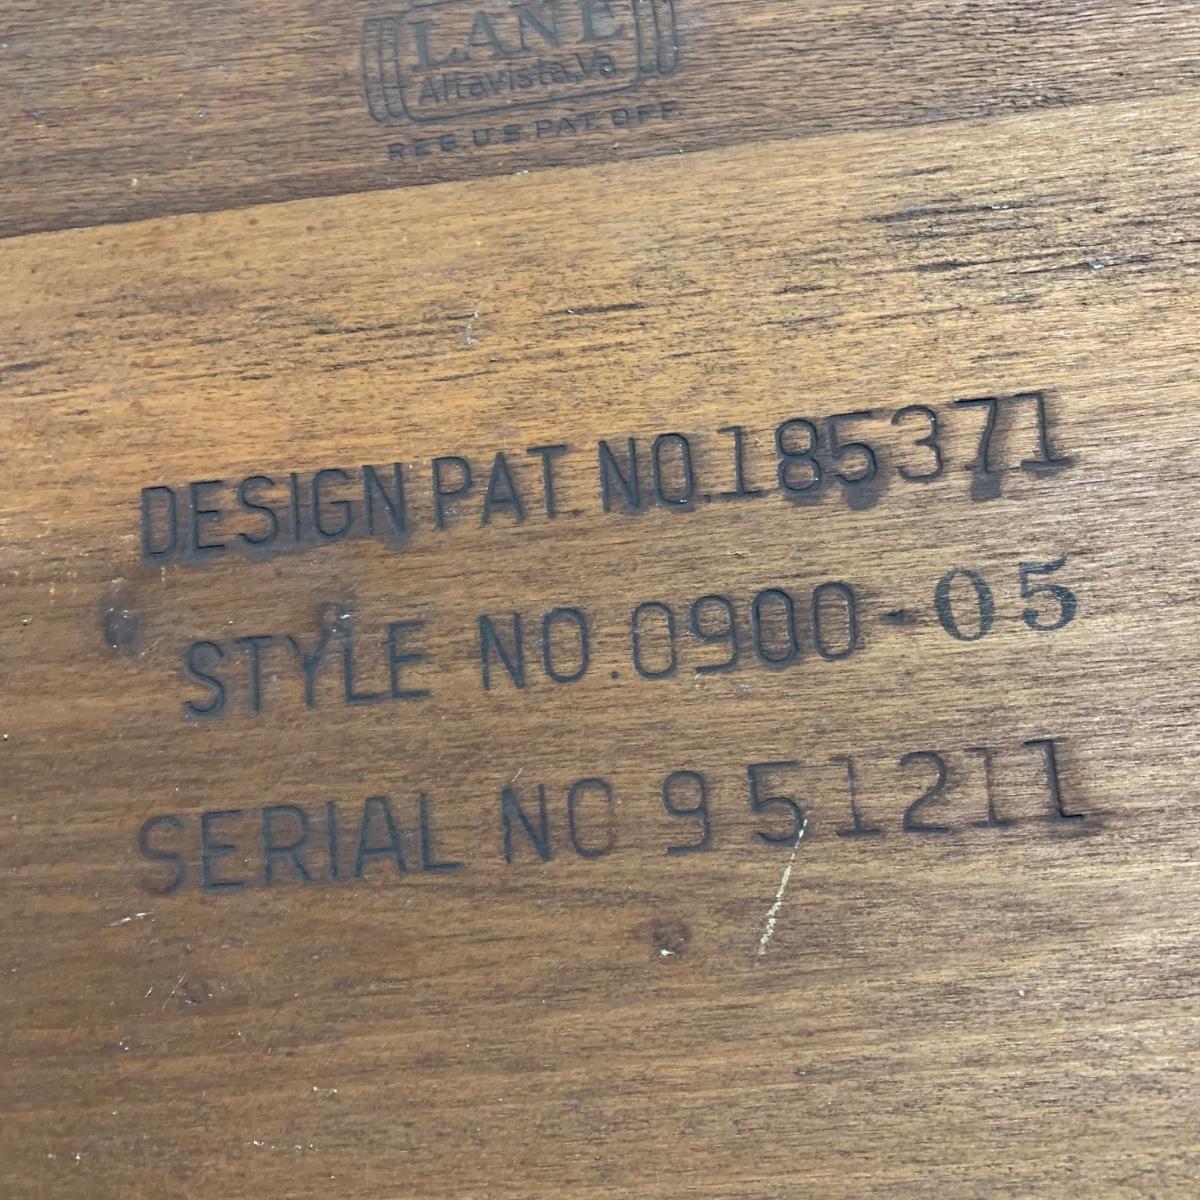 LANE
Altavista, Va
REG. U.S. PAT. OFF.
DESIGN PAT. NO. 185371
STYLE NO. 0900-05
SERIAL NO 951211